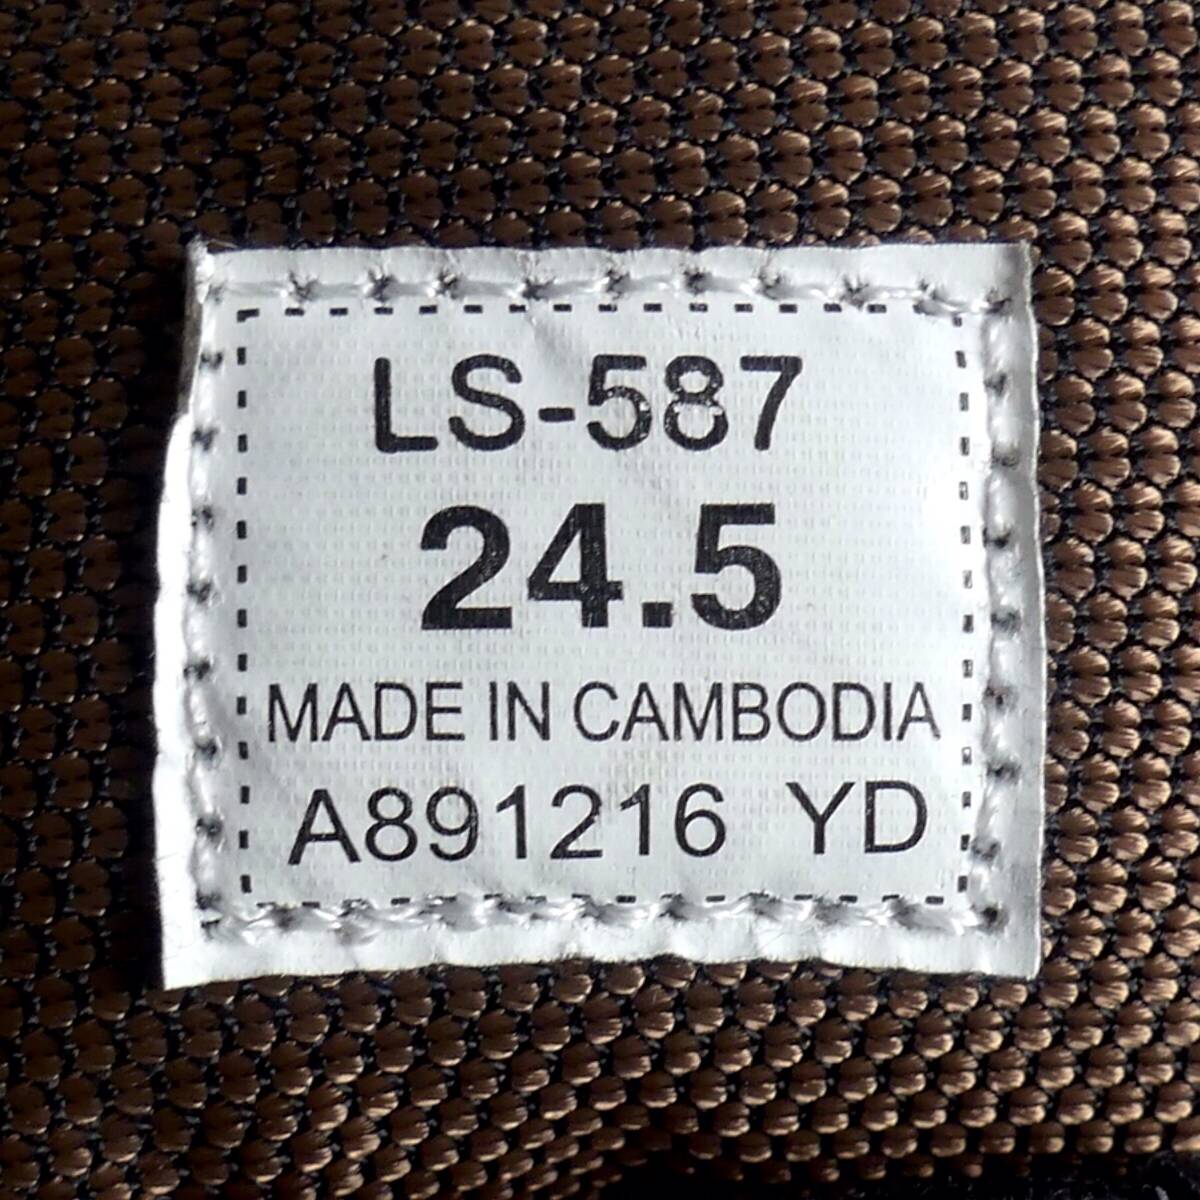 LS-587
24.5
MADE IN CAMBODIA
A891216 YD